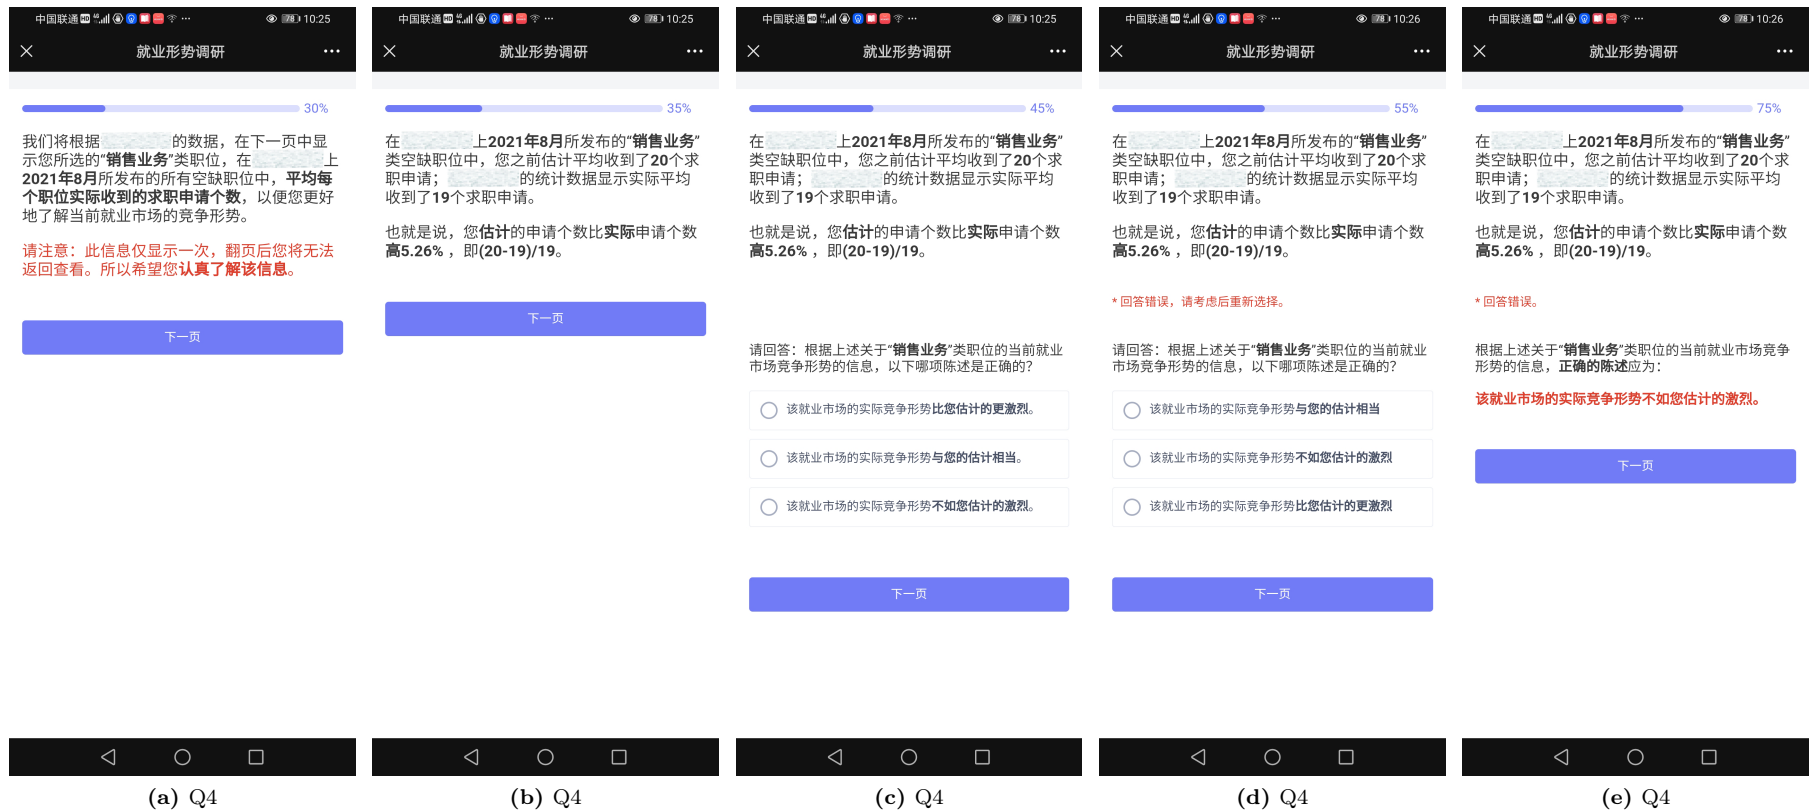 中国联通 10:25
就业形势调研
30%
我们将根据 的数据，在下一页中显
示您所选的“销售业务”类职位，在 上
2021年8月所发布的所有空缺职位中，平均每
个职位实际收到的求职申请个数，以便您更好
地了解当前就业市场的竞争形势。
请注意：此信息仅显示一次，翻页后您将无法
返回查看。所以希望您认真了解该信息。
下一页
(a) Q4
中国联通 10:25
就业形势调研
35%
在 上2021年8月所发布的“销售业务”
类空缺职位中，您之前估计平均收到了20个求
职申请； 的统计数据显示实际平均
收到了19个求职申请。
也就是说，您估计的申请个数比实际申请个数
高5.26% ，即(20-19)/19。
下一页
(b) Q4
中国联通 10:25
就业形势调研
45%
在 上2021年8月所发布的“销售业务”
类空缺职位中，您之前估计平均收到了20个求
职申请； 的统计数据显示实际平均
收到了19个求职申请。
也就是说，您估计的申请个数比实际申请个数
高5.26% ，即(20-19)/19。
请回答：根据上述关于“销售业务”类职位的当前就业
市场竞争形势的信息，以下哪项陈述是正确的？
该就业市场的实际竞争形势比您估计的更激烈。
该就业市场的实际竞争形势与您的估计相当。
该就业市场的实际竞争形势不如您估计的激烈。
下一页
(c) Q4
中国联通 10:26
就业形势调研
55%
在 上2021年8月所发布的“销售业务”
类空缺职位中，您之前估计平均收到了20个求
职申请； 的统计数据显示实际平均
收到了19个求职申请。
也就是说，您估计的申请个数比实际申请个数
高5.26% ，即(20-19)/19。
* 回答错误，请考虑后重新选择。
请回答：根据上述关于“销售业务”类职位的当前就业
市场竞争形势的信息，以下哪项陈述是正确的？
该就业市场的实际竞争形势与您的估计相当
该就业市场的实际竞争形势不如您估计的激烈
该就业市场的实际竞争形势比您估计的更激烈
下一页
(d) Q4
中国联通 10:26
就业形势调研
75%
在 上2021年8月所发布的“销售业务”
类空缺职位中，您之前估计平均收到了20个求
职申请； 的统计数据显示实际平均
收到了19个求职申请。
也就是说，您估计的申请个数比实际申请个数
高5.26% ，即(20-19)/19。
* 回答错误。
根据上述关于“销售业务”类职位的当前就业市场竞争
形势的信息，正确的陈述应为：
该就业市场的实际竞争形势不如您估计的激烈。
下一页
(e) Q4